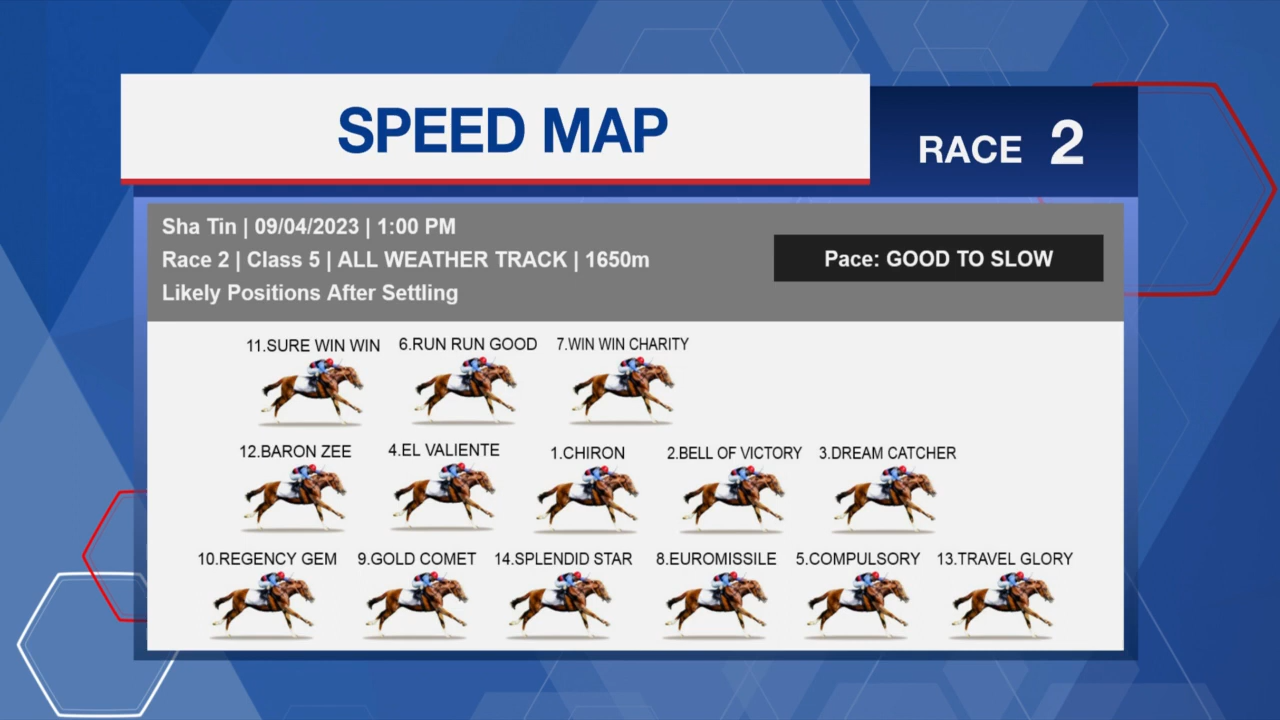 SPEED MAP
RACE 2
Sha Tin | 09/04/2023 | 1:00 PM
Race 2 | Class 5 | ALL WEATHER TRACK | 1650m
Likely Positions After Settling
Pace: GOOD TO SLOW
11.SURE WIN WIN 6.RUN RUN GOOD 7.WIN WIN CHARITY
12.BARON ZEE 4.EL VALIENTE 1.CHIRON 2.BELL OF VICTORY 3.DREAM CATCHER
10.REGENCY GEM 9.GOLD COMET 14.SPLENDID STAR 8.EUROMISSILE 5.COMPULSORY 13.TRAVEL GLORY